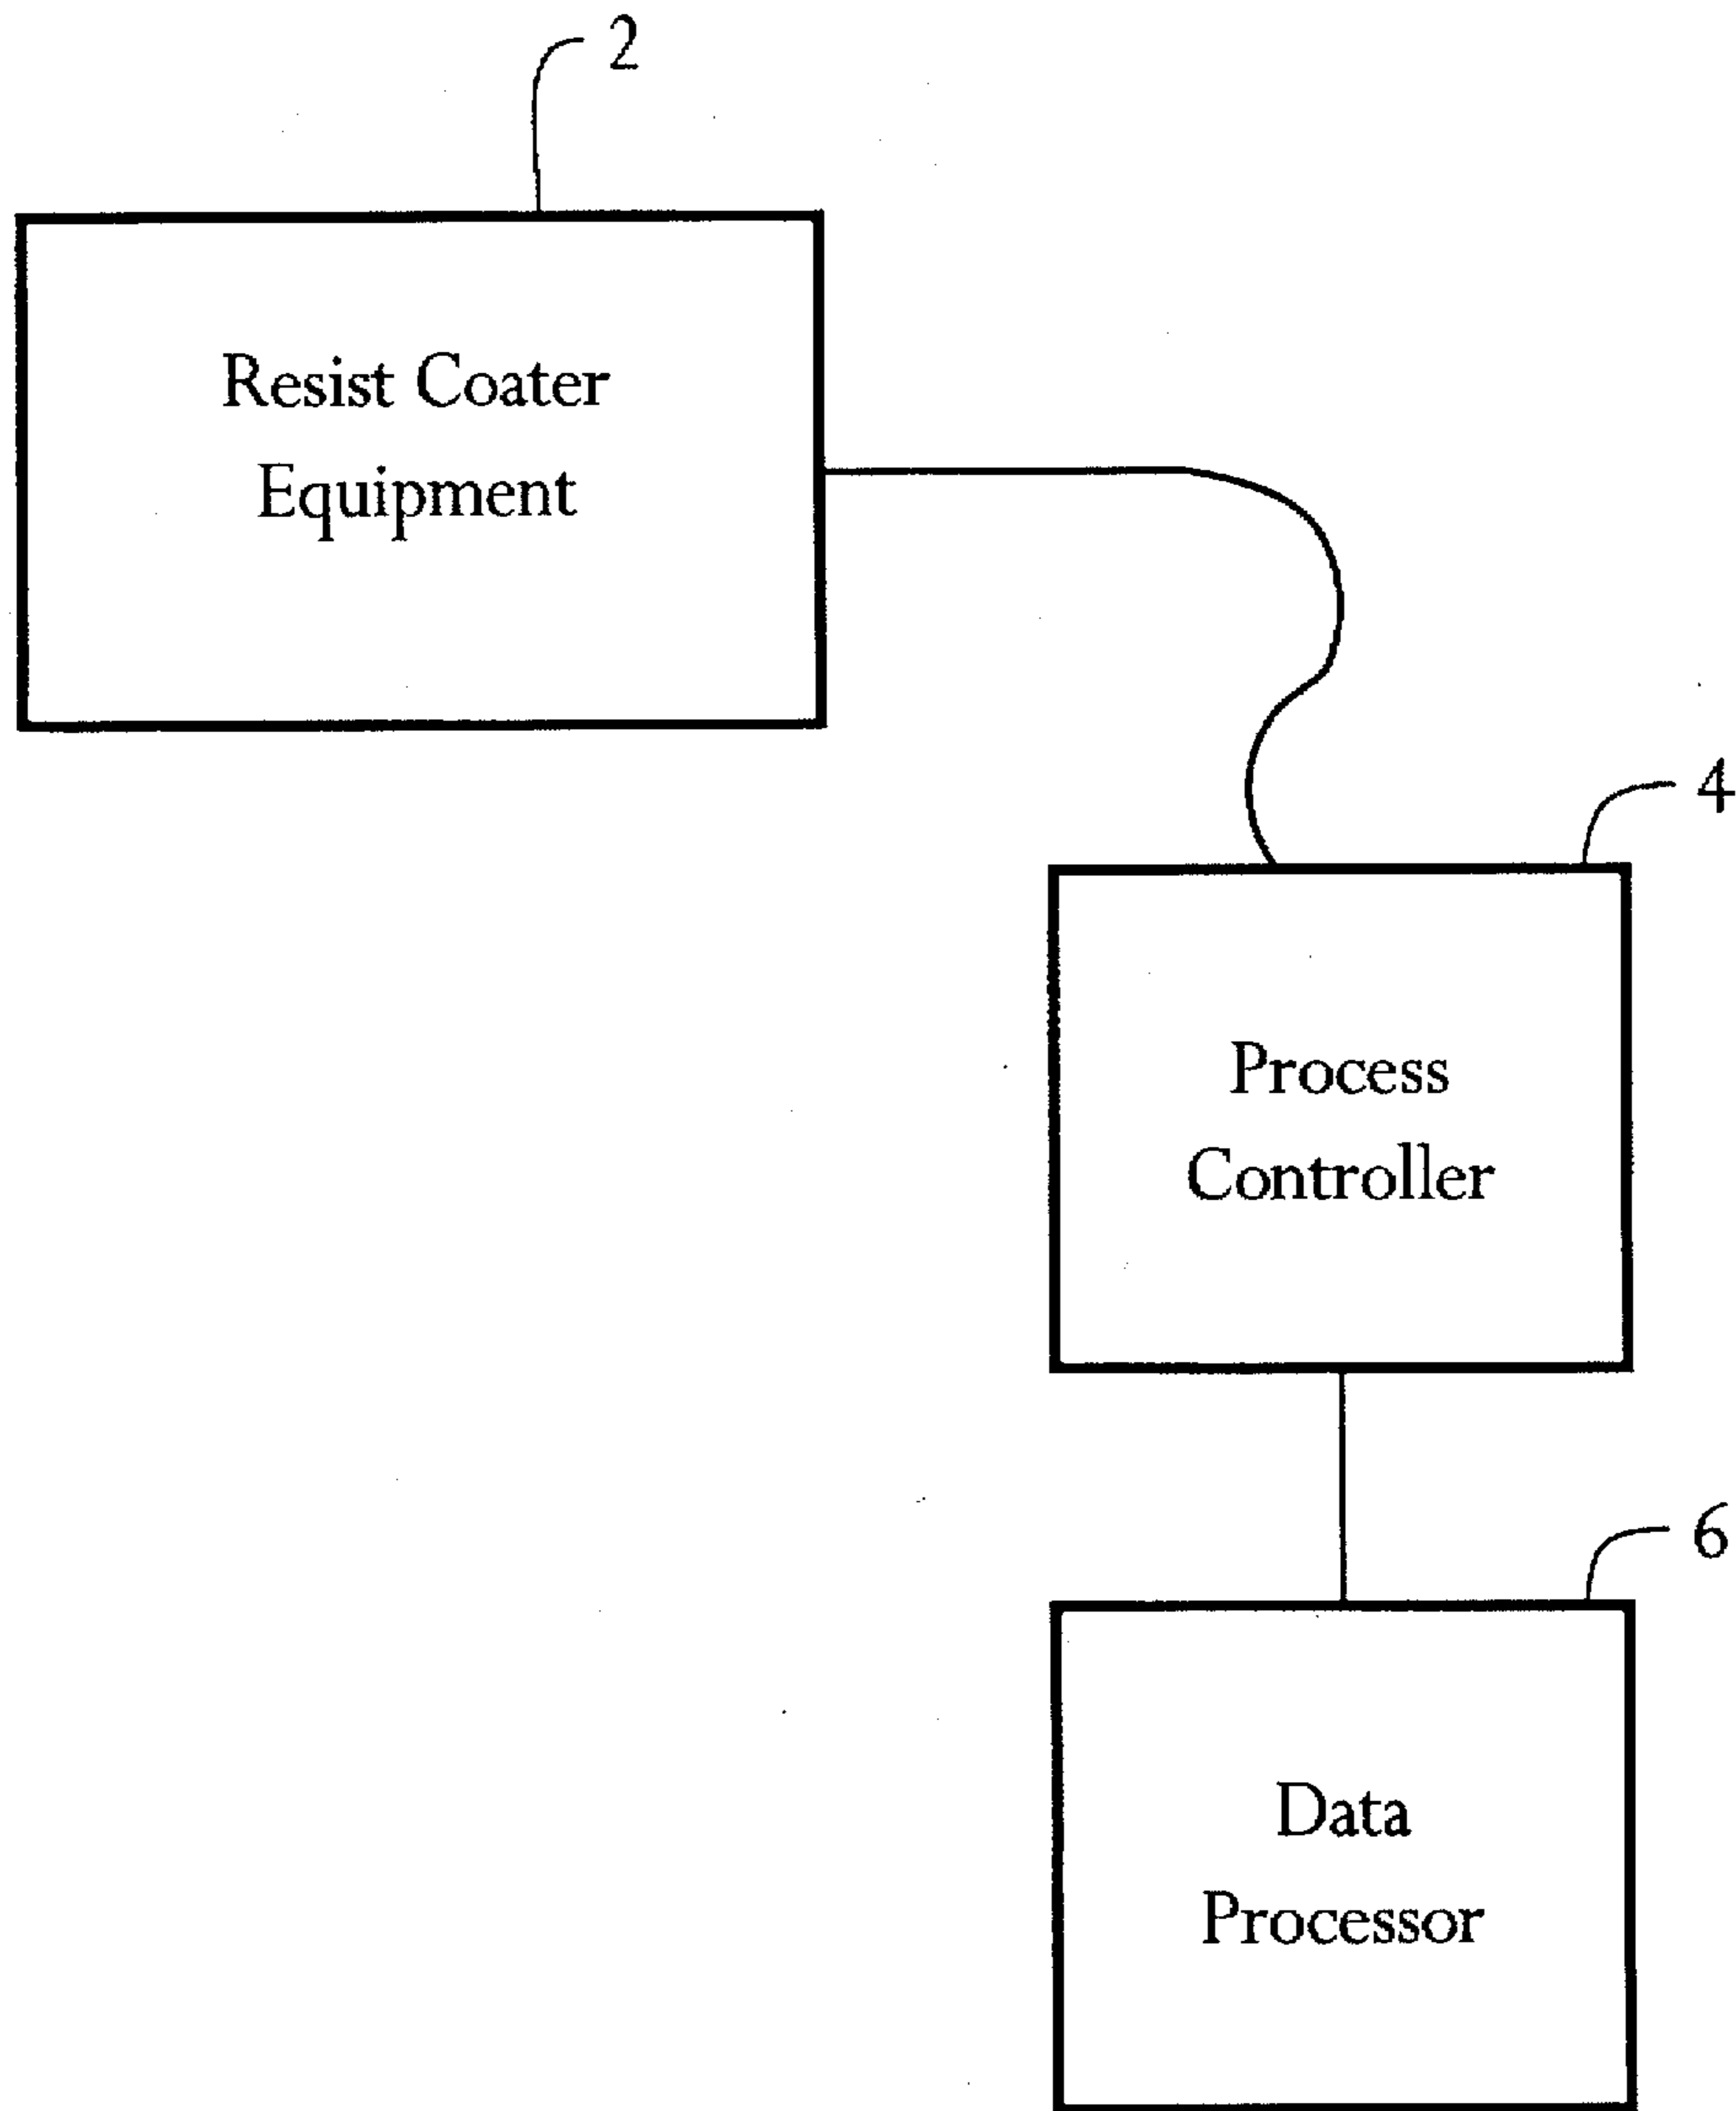 2
Resist Coater
Equipment
4
Process
Controller
6
Data
Processor